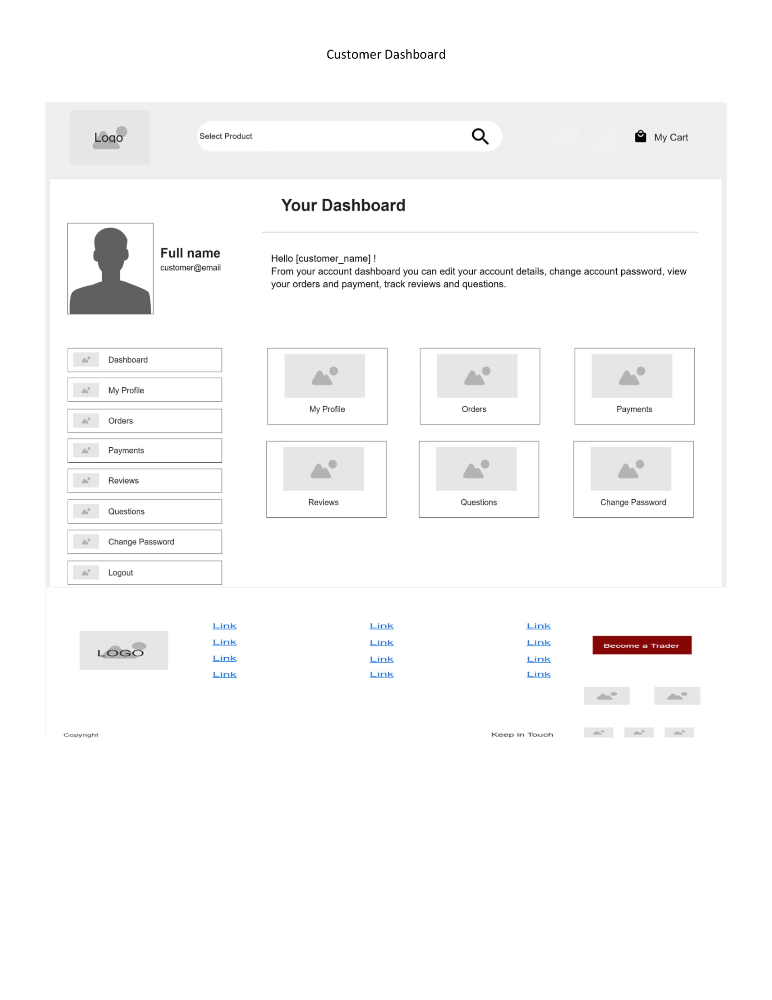 Customer Dashboard
Logo
Select Product
My Cart
Your Dashboard
Full name
customer@email
Hello [customer_name] !
From your account dashboard you can edit your account details, change account password, view
your orders and payment, track reviews and questions.
Dashboard
My Profile
Orders
Payments
Reviews
Questions
Change Password
Logout
My Profile
Orders
Payments
Reviews
Questions
Change Password
LOGO
Link
Link
Link
Link
Link
Link
Link
Link
Link
Link
Link
Link
Become a Trader
Copyright
Keep in Touch